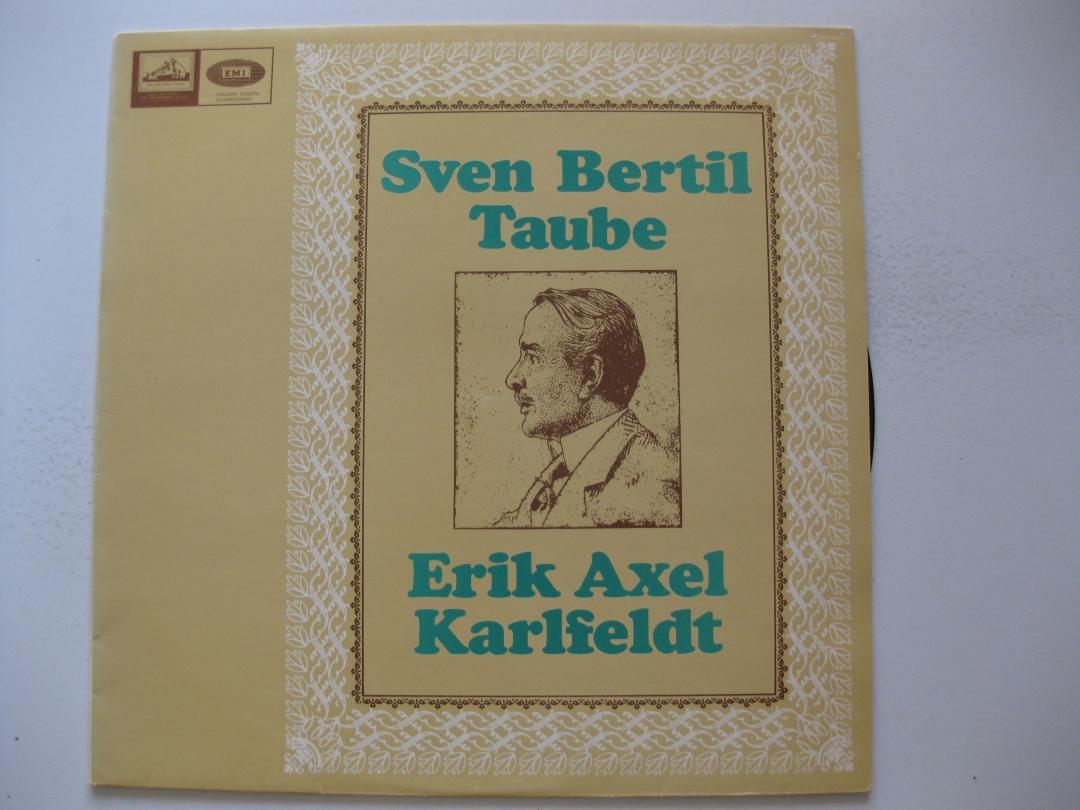 EMI
Sven Bertil
Taube
Erik Axel
Karlfeldt